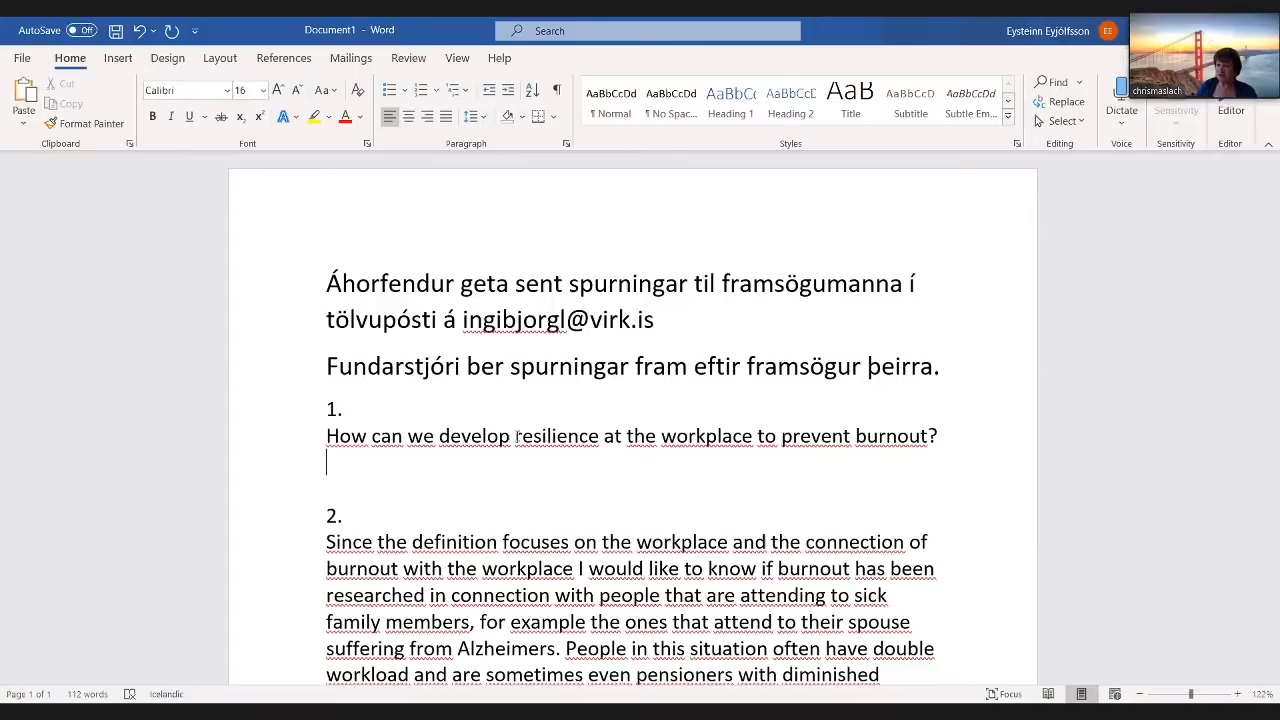 AutoSave Off Document1 - Word Search Eysteinn Eyjólfsson EE
File Home Insert Design Layout References Mailings Review View Help
chrismaslach
Paste Cut Copy Format Painter
Calibri 16
AaBbCcDd AaBbCcDd AaBbC( AaBbCcC AaB AaBbCcD AaBbCcDd
¶ Normal ¶ No Spac... Heading 1 Heading 2 Title Subtitle Subtle Em...
Find Replace Select
Dictate Sensitivity Editor
Clipboard Font Paragraph Styles Editing Voice Sensitivity Editor
Áhorfendur geta sent spurningar til framsögumanna í
tölvupósti á ingibjorgl@virk.is
Fundarstjóri ber spurningar fram eftir framsögur þeirra.
1.
How can we develop resilience at the workplace to prevent burnout?
2.
Since the definition focuses on the workplace and the connection of
burnout with the workplace I would like to know if burnout has been
researched in connection with people that are attending to sick
family members, for example the ones that attend to their spouse
suffering from Alzheimers. People in this situation often have double
workload and are sometimes even pensioners with diminished
Page 1 of 1 112 words Icelandic Focus 122%